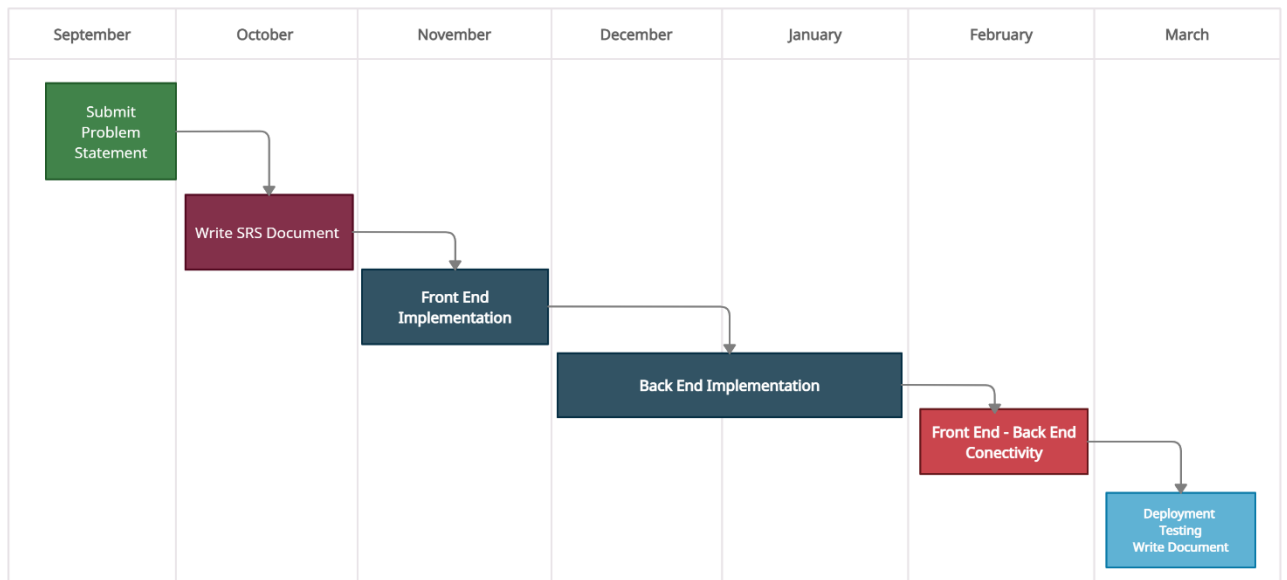 September
October
November
December
January
February
March
Submit
Problem
Statement
Write SRS Document
Front End
Implementation
Back End Implementation
Front End - Back End
Conectivity
Deployment
Testing
Write Document